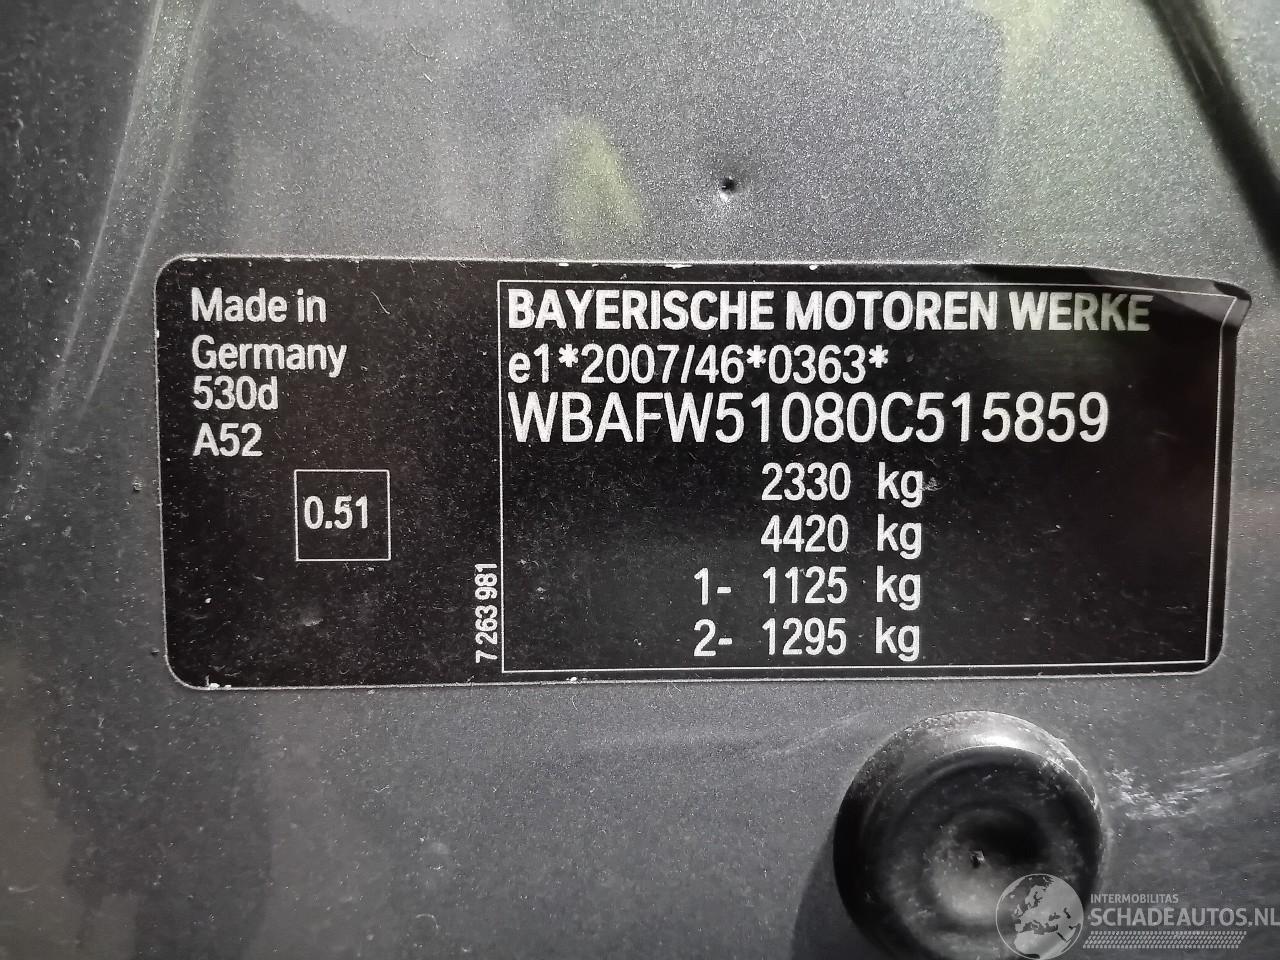 Made in
Germany
530d
A52
0.51
7 263 981
BAYERISCHE MOTOREN WERKE
e1*2007/46*0363*
WBAFW51080C515859
2330 kg
4420 kg
1- 1125 kg
2- 1295 kg
INTERMOBILITAS
SCHADEAUTOS.NL